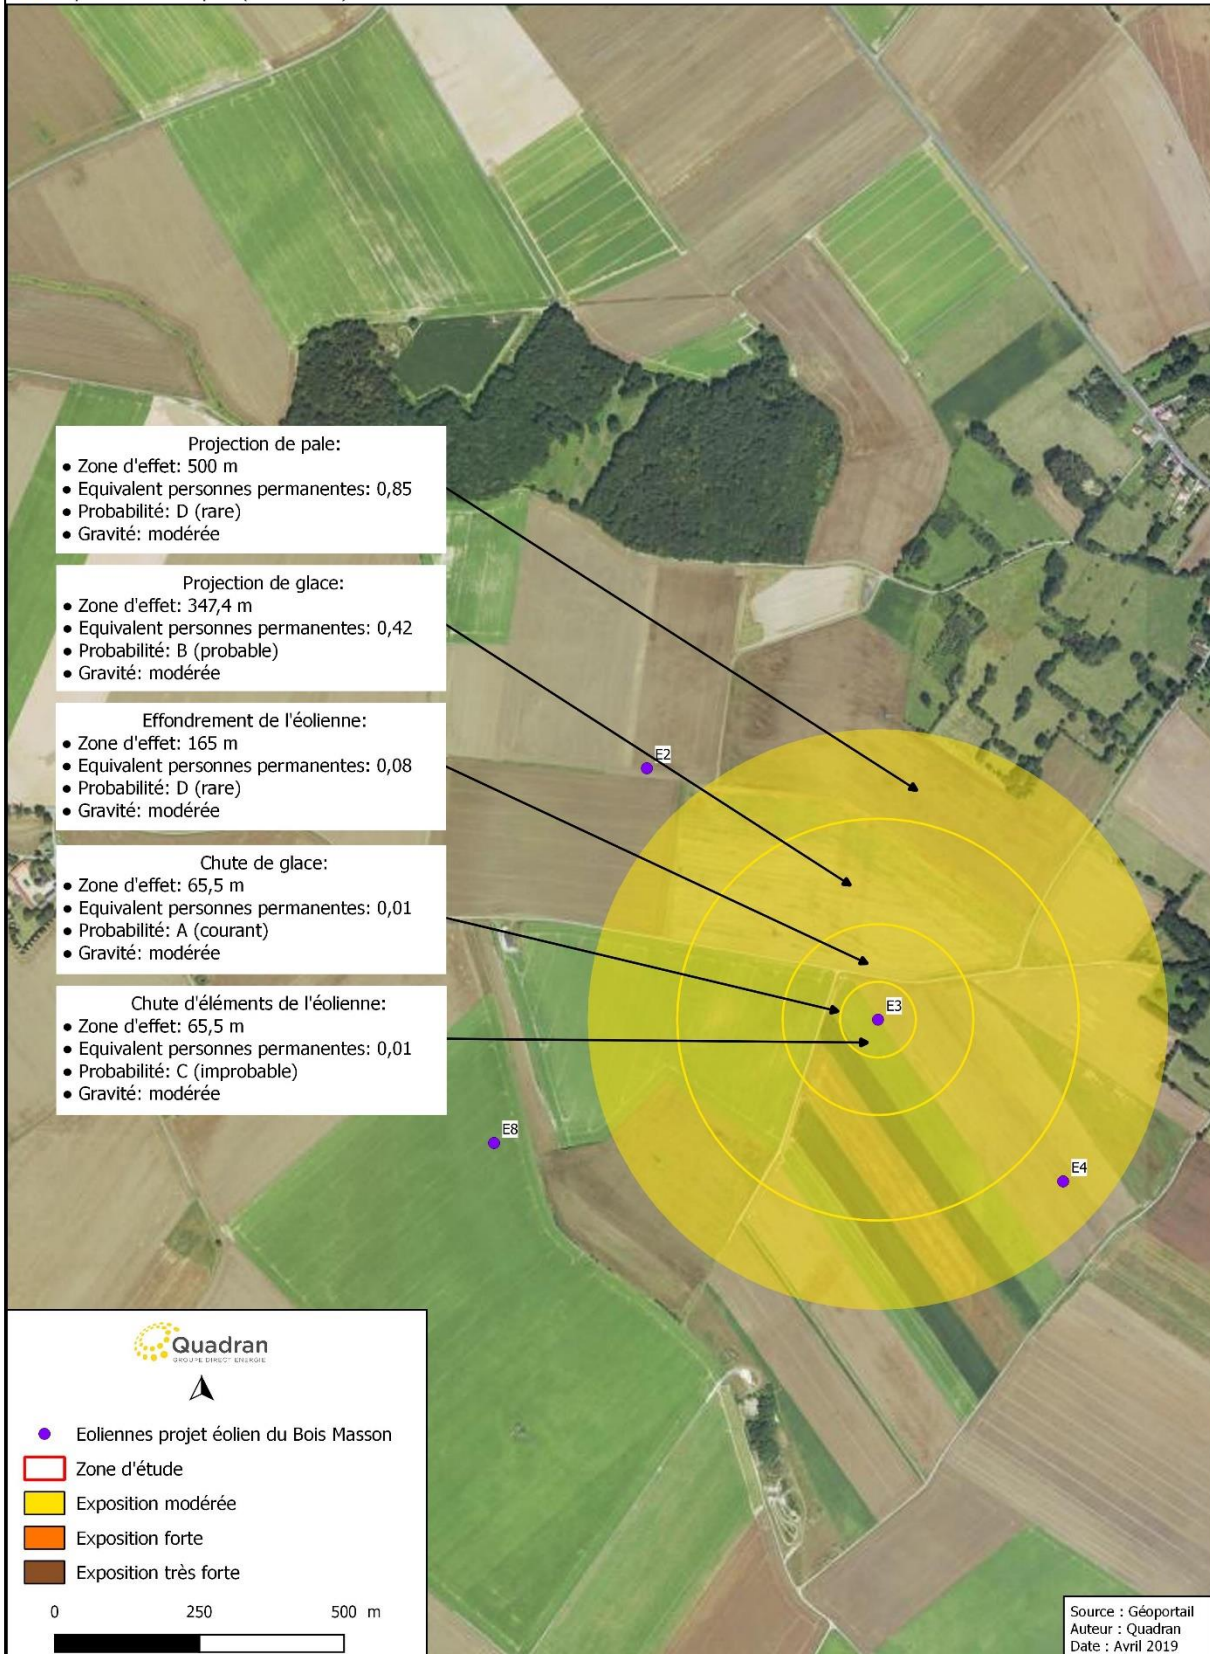 Projection de pale:
• Zone d'effet: 500 m
• Equivalent personnes permanentes: 0,85
• Probabilité: D (rare)
• Gravité: modérée
Projection de glace:
• Zone d'effet: 347,4 m
• Equivalent personnes permanentes: 0,42
• Probabilité: B (probable)
• Gravité: modérée
Effondrement de l'éolienne:
• Zone d'effet: 165 m
• Equivalent personnes permanentes: 0,08
• Probabilité: D (rare)
• Gravité: modérée
Chute de glace:
• Zone d'effet: 65,5 m
• Equivalent personnes permanentes: 0,01
• Probabilité: A (courant)
• Gravité: modérée
Chute d'éléments de l'éolienne:
• Zone d'effet: 65,5 m
• Equivalent personnes permanentes: 0,01
• Probabilité: C (improbable)
• Gravité: modérée
E2
E3
E8
E4
Quadran
GROUPE DIRECT ENERGIE
Eoliennes projet éolien du Bois Masson
Zone d'étude
Exposition modérée
Exposition forte
Exposition très forte
0 250 500 m
Source : Géoportail
Auteur : Quadran
Date : Avril 2019